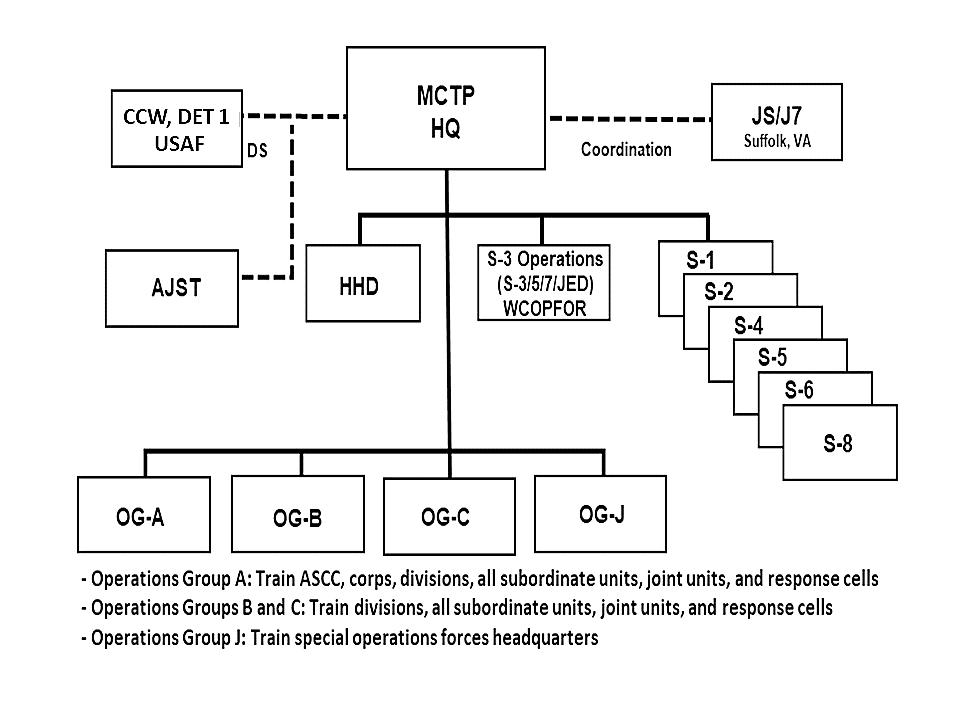 MCTP
HQ
CCW, DET 1
USAF
DS
JS/J7
Suffolk, VA
Coordination
AJST
HHD
S-3 Operations
(S-3/5/7/JED)
WCOPFOR
S-1
S-2
S-4
S-5
S-6
S-8
OG-A
OG-B
OG-C
OG-J
- Operations Group A: Train ASCC, corps, divisions, all subordinate units, joint units, and response cells
- Operations Groups B and C: Train divisions, all subordinate units, joint units, and response cells
- Operations Group J: Train special operations forces headquarters